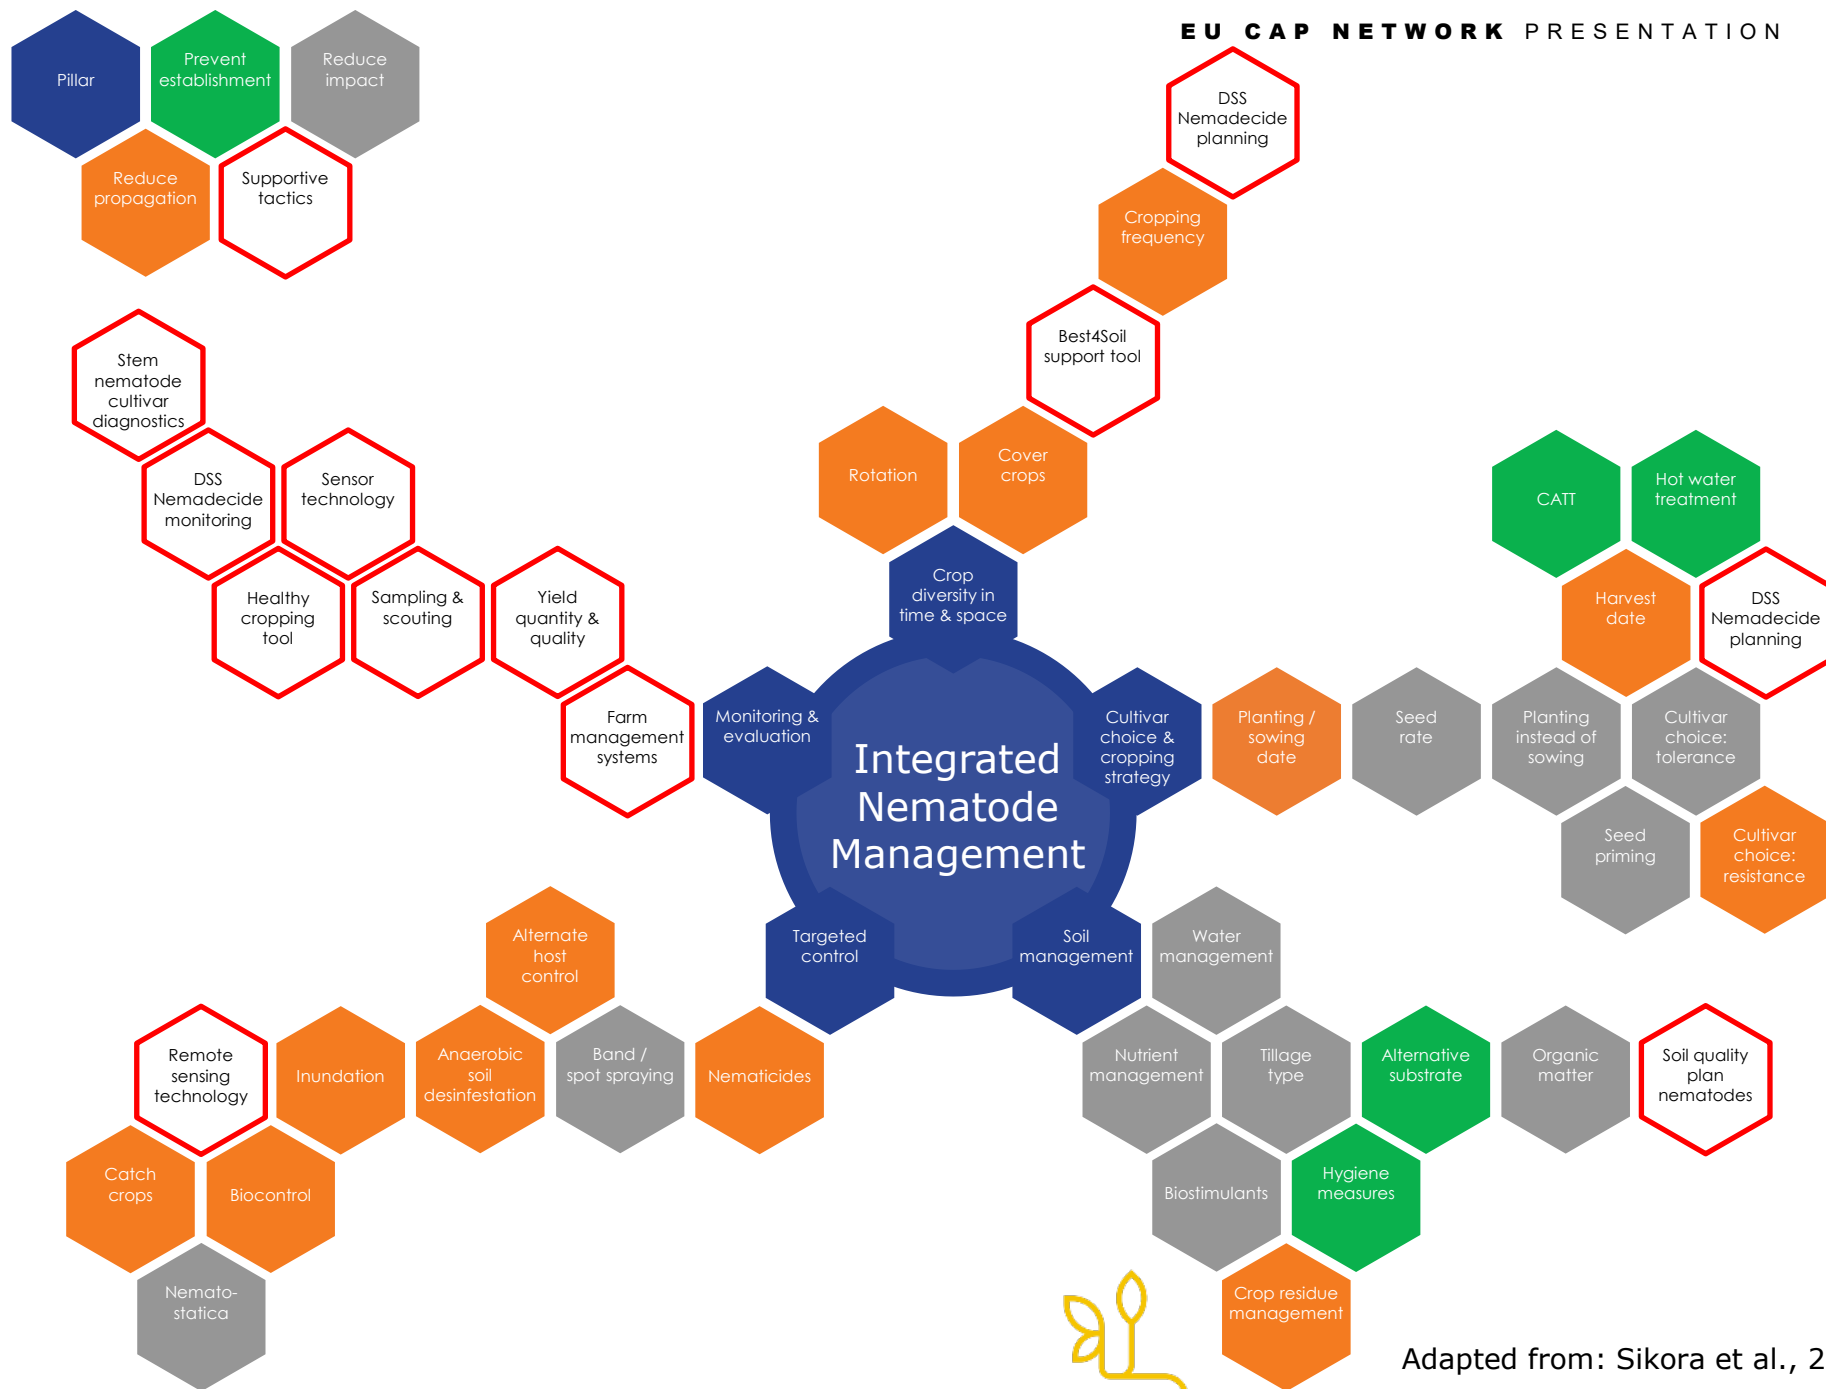 EU CAP NETWORK PRESENTATION
Pillar
Prevent
establishment
Reduce
impact
Reduce
propagation
Supportive
tactics
DSS
Nemadecide
planning
Cropping
frequency
Best4Soil
support tool
Rotation
Cover
crops
Crop
diversity in
time & space
Stem
nematode
cultivar
diagnostics
DSS
Nemadecide
monitoring
Sensor
technology
Healthy
cropping
tool
Sampling &
scouting
Yield
quantity &
quality
Farm
management
systems
Monitoring &
evaluation
Integrated
Nematode
Management
CATT
Hot water
treatment
Harvest
date
DSS
Nemadecide
planning
Cultivar
choice &
cropping
strategy
Planting /
sowing
date
Seed
rate
Planting
instead of
sowing
Cultivar
choice:
tolerance
Seed
priming
Cultivar
choice:
resistance
Targeted
control
Alternate
host
control
Remote
sensing
technology
Inundation
Anaerobic
soil
desinfestation
Band /
spot spraying
Nematicides
Catch
crops
Biocontrol
Nemato-
statica
Soil
management
Water
management
Nutrient
management
Tillage
type
Alternative
substrate
Organic
matter
Soil quality
plan
nematodes
Biostimulants
Hygiene
measures
Crop residue
management
Adapted from: Sikora et al., 2